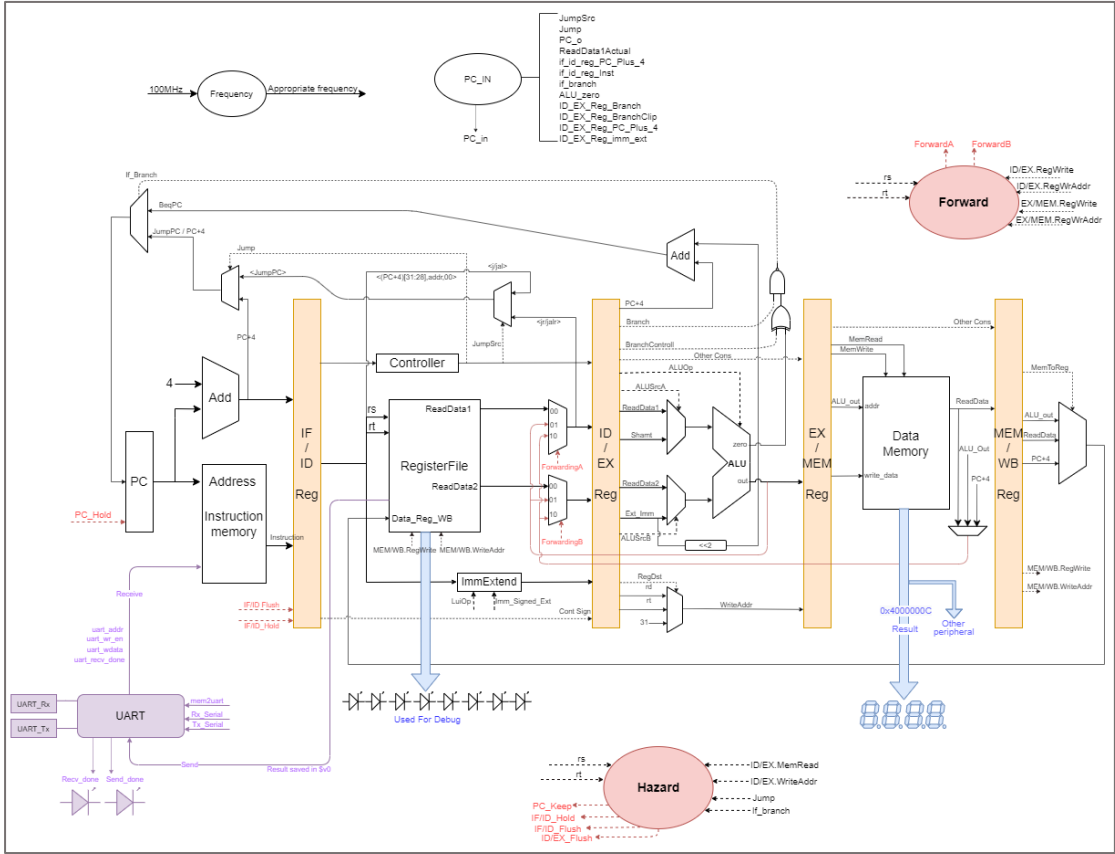 JumpSrc
Jump
PC_o
ReadData1Actual
if_id_reg_PC_Plus_4
if_id_reg_Inst
if_branch
ALU_zero
ID_EX_Reg_Branch
ID_EX_Reg_BranchClip
ID_EX_Reg_PC_Plus_4
ID_EX_Reg_imm_ext
PC_IN
PC_in
100MHz
Frequency
Appropriate frequency
ForwardA
ForwardB
rs
rt
Forward
ID/EX.RegWrite
ID/EX.RegWrAddr
EX/MEM.RegWrite
EX/MEM.RegWrAddr
If_Branch
BeqPC
JumpPC / PC+4
Jump
<JumpPC>
<j/jal>
<(PC+4)[31:28],addr,00>
<jr/jalr>
JumpSrc
PC+4
Add
PC+4
Branch
BranchControll
Other Cons
ALUOp
4
Add
Controller
IF
/
ID
Reg
rs
rt
ReadData1
RegisterFile
ReadData2
Data_Reg_WB
MEM/WB.RegWrite
MEM/WB.WriteAddr
00
01
10
ForwardingA
00
01
10
ForwardingB
ID
/
EX
Reg
ALUSrcA
ReadData1
Shamt
ReadData2
Ext_Imm
ALUSrcB
zero
ALU
out
<<2
EX
/
MEM
Reg
Other Cons
MemRead
MemWrite
ALU_out
addr
Data
Memory
write_data
ReadData
ALU_Out
PC+4
MEM
/
WB
Reg
MemToReg
ALU_out
ReadData
PC+4
MEM/WB.RegWrite
MEM/WB.WriteAddr
PC_Hold
PC
Address
Instruction
memory
Instruction
IF/ID Flush
IF/ID_Hold
ImmExtend
LuiOp
Imm_Signed_Ext
Cont Sign
RegDst
rd
rt
31
WriteAddr
0x4000000C
Result
Other
peripheral
Receive
uart_addr
uart_wr_en
uart_wdata
uart_recv_done
UART_Rx
UART_Tx
UART
mem2uart
Rx_Serial
Tx_Serial
Recv_done
Send_done
Send
Result saved in $v0
Used For Debug
8.8.8.8.
rs
rt
Hazard
ID/EX.MemRead
ID/EX.WriteAddr
Jump
If_branch
PC_Keep
IF/ID_Hold
IF/ID_Flush
ID/EX_Flush